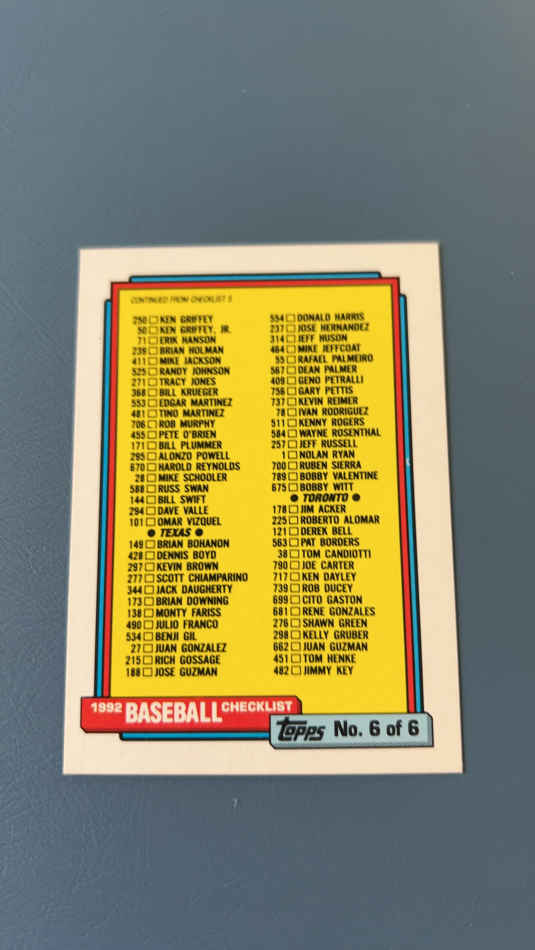 CONTINUED FROM CHECKLIST 5
250 KEN GRIFFEY
50 KEN GRIFFEY, JR.
71 ERIK HANSON
239 BRIAN HOLMAN
411 MIKE JACKSON
525 RANDY JOHNSON
271 TRACY JONES
368 BILL KRUEGER
553 EDGAR MARTINEZ
481 TINO MARTINEZ
706 ROB MURPHY
455 PETE O'BRIEN
171 BILL PLUMMER
295 ALONZO POWELL
670 HAROLD REYNOLDS
28 MIKE SCHOOLER
588 RUSS SWAN
144 BILL SWIFT
294 DAVE VALLE
101 OMAR VIZQUEL
● TEXAS ●
149 BRIAN BOHANON
428 DENNIS BOYD
297 KEVIN BROWN
277 SCOTT CHIAMPARINO
344 JACK DAUGHERTY
173 BRIAN DOWNING
138 MONTY FARISS
490 JULIO FRANCO
534 BENJI GIL
27 JUAN GONZALEZ
215 RICH GOSSAGE
188 JOSE GUZMAN
554 DONALD HARRIS
237 JOSE HERNANDEZ
314 JEFF HUSON
464 MIKE JEFFCOAT
55 RAFAEL PALMEIRO
567 DEAN PALMER
409 GENO PETRALLI
756 GARY PETTIS
737 KEVIN REIMER
78 IVAN RODRIGUEZ
511 KENNY ROGERS
584 WAYNE ROSENTHAL
257 JEFF RUSSELL
1 NOLAN RYAN
700 RUBEN SIERRA
789 BOBBY VALENTINE
675 BOBBY WITT
● TORONTO ●
178 JIM ACKER
225 ROBERTO ALOMAR
121 DEREK BELL
563 PAT BORDERS
38 TOM CANDIOTTI
790 JOE CARTER
717 KEN DAYLEY
739 ROB DUCEY
699 CITO GASTON
681 RENE GONZALES
276 SHAWN GREEN
298 KELLY GRUBER
662 JUAN GUZMAN
451 TOM HENKE
482 JIMMY KEY
1992 BASEBALL CHECKLIST
Topps No. 6 of 6